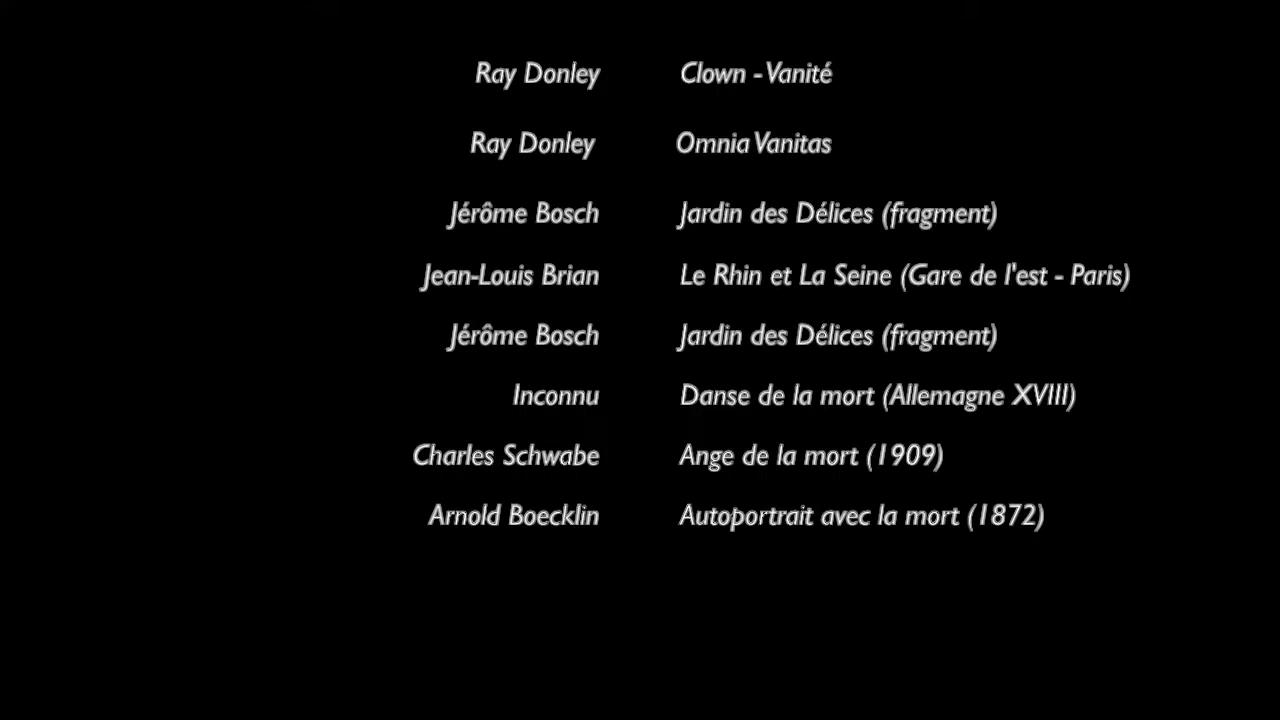 Ray Donley Clown - Vanité
Ray Donley Omnia Vanitas
Jérôme Bosch Jardin des Délices (fragment)
Jean-Louis Brian Le Rhin et La Seine (Gare de l'est - Paris)
Jérôme Bosch Jardin des Délices (fragment)
Inconnu Danse de la mort (Allemagne XVIII)
Charles Schwabe Ange de la mort (1909)
Arnold Boecklin Autoportrait avec la mort (1872)